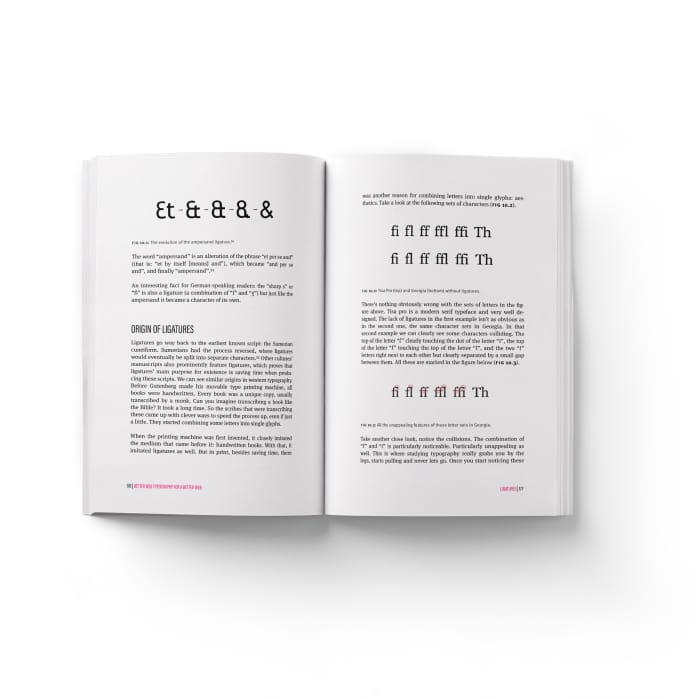 Et - & - & - & - &
FIG 10.1: The evolution of the ampersand ligature.
The word "ampersand" is an alteration of the phrase "et per se and"
(that is: "et by itself [means] and"), which became "and per se
and", and finally "ampersand".
An interesting fact for German-speaking readers: the "sharp s" or
"ß" is also a ligature (a combination of "f" and "z") but just like the
ampersand it became a character of its own.
ORIGIN OF LIGATURES
Ligatures go way back to the earliest known script: the Sumerian
cuneiform. Sumerians had the process reversed, where ligatures
would eventually be split into separate characters. Other cultures'
manuscripts also prominently feature ligatures, which proves that
ligatures' main purpose for existence is saving time when produ-
cing these scripts. We can see similar origins in western typography.
Before Gutenberg made his movable type printing machine, all
books were handwritten. Every book was a unique copy, usually
transcribed by a monk. Can you imagine transcribing a book like
the Bible? It took a long time. So the scribes that were transcribing
these came up with clever ways to speed the process up, even if just
a little. They started combining some letters into single glyphs.
When the printing machine was first invented, it closely imitated
the medium that came before it: handwritten books. With that, it
imitated ligatures as well. But in print, besides saving time, there
BETTER WEB TYPOGRAPHY FOR A BETTER WEB
was another reason for combining letters into single glyphs: aes-
thetics. Take a look at the following sets of characters (FIG 10.2).
fi fl ff ffl ffi Th
fi fl ff ffl ffi Th
FIG 10.2: Tisa Pro (top) and Georgia (bottom) without ligatures.
There's nothing obviously wrong with the sets of letters in the fig-
ure above. Tisa pro is a modern serif typeface and very well de-
signed. The lack of ligatures in the first example isn't as obvious as
in the second one, the same character sets in Georgia. In that
second example we can clearly see some characters colliding. The
top of the letter "f" clearly touching the dot of the letter "i", the top
of the letter "f" touching the top of the letter "l", and the two "f"
letters right next to each other but clearly separated by a small gap
between them. All these are marked in the figure below (FIG 10.3).
fi fl ff ffl ffi Th
FIG 10.3: All the unappealing features of these letter sets in Georgia.
Take another close look, notice the collisions. The combination of
"f" and "i" is particularly noticeable. Particularly unappealing as
well. This is where studying typography really grabs you by the
legs, starts pulling and never lets go. Once you start noticing these
LIGATURES | 177